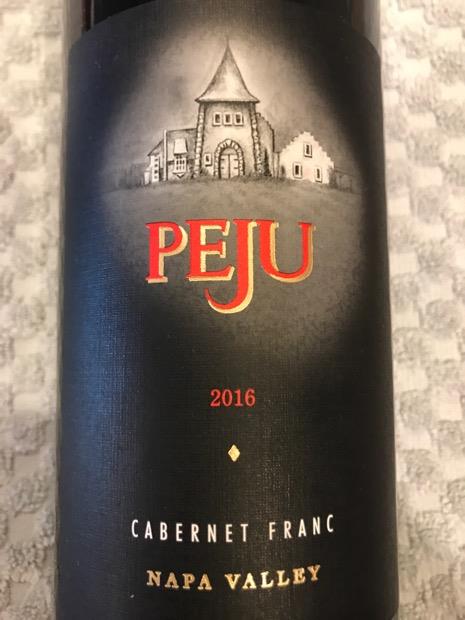 PEJU
2016
CABERNET FRANC
NAPA VALLEY